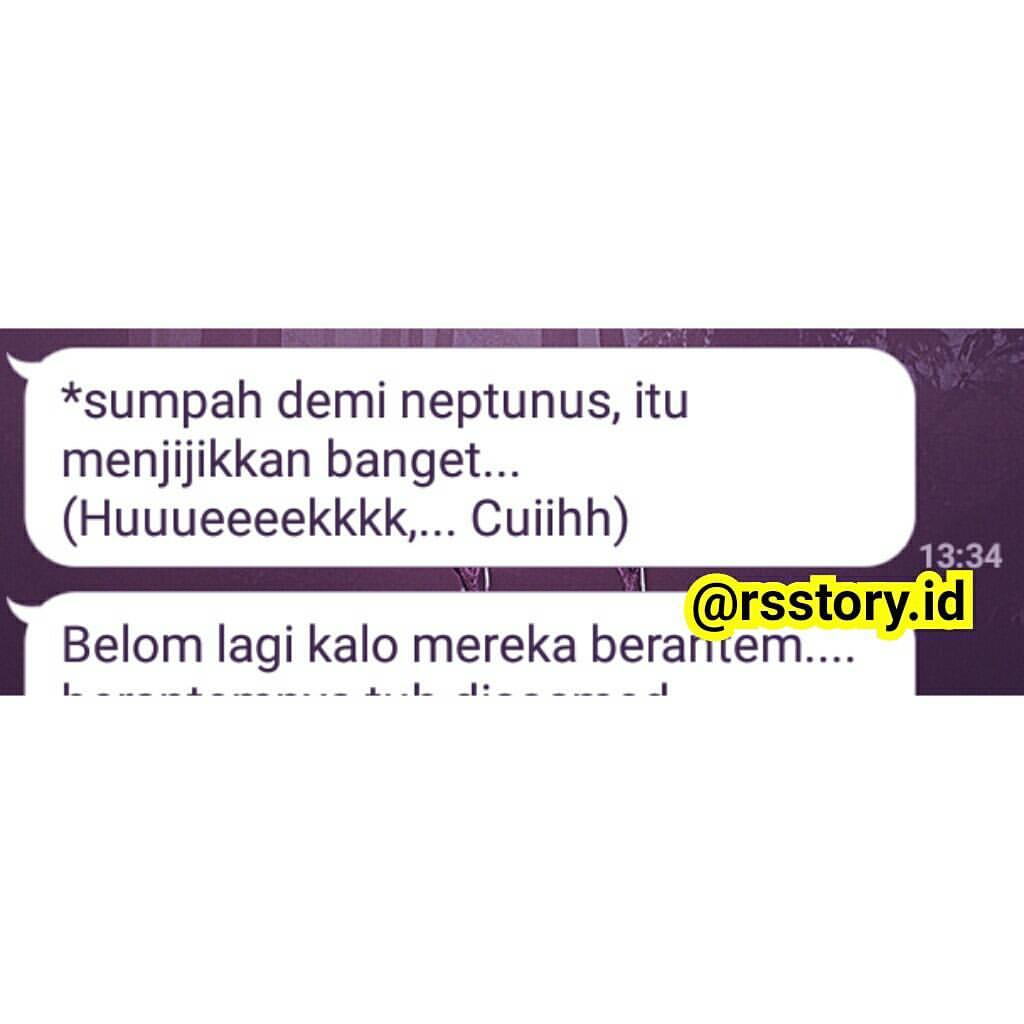 *sumpah demi neptunus, itu
menjijikkan banget...
(Huuueeeekkkk,... Cuiihh)
13:34
@rsstory.id
Belom lagi kalo mereka berantem....